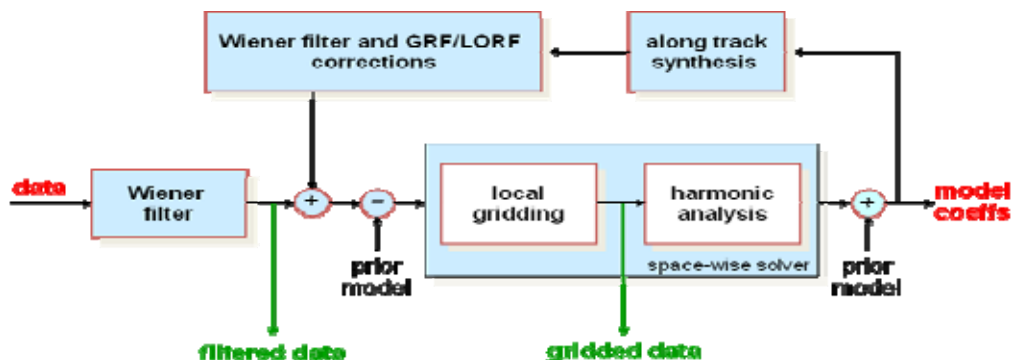 Wiener filter and GRF/LORF
corrections
along track
synthesis
data
Wiener
filter
+
-
local
gridding
harmonic
analysis
space-wise solver
+
model
coeffs
prior
model
prior
model
filtered data
gridded data